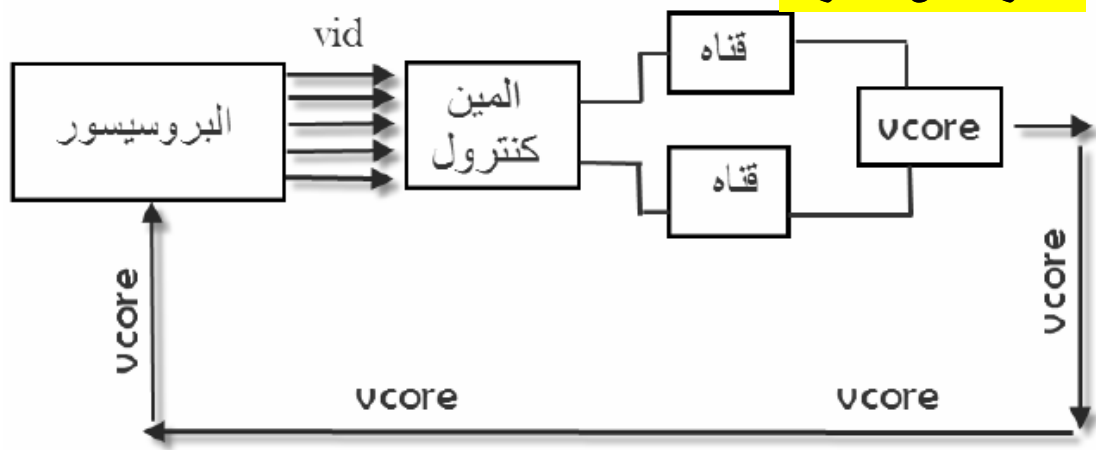 vid
البروسيسور
المين
كنترول
قناه
قناه
vcore
vcore
vcore
vcore
vcore